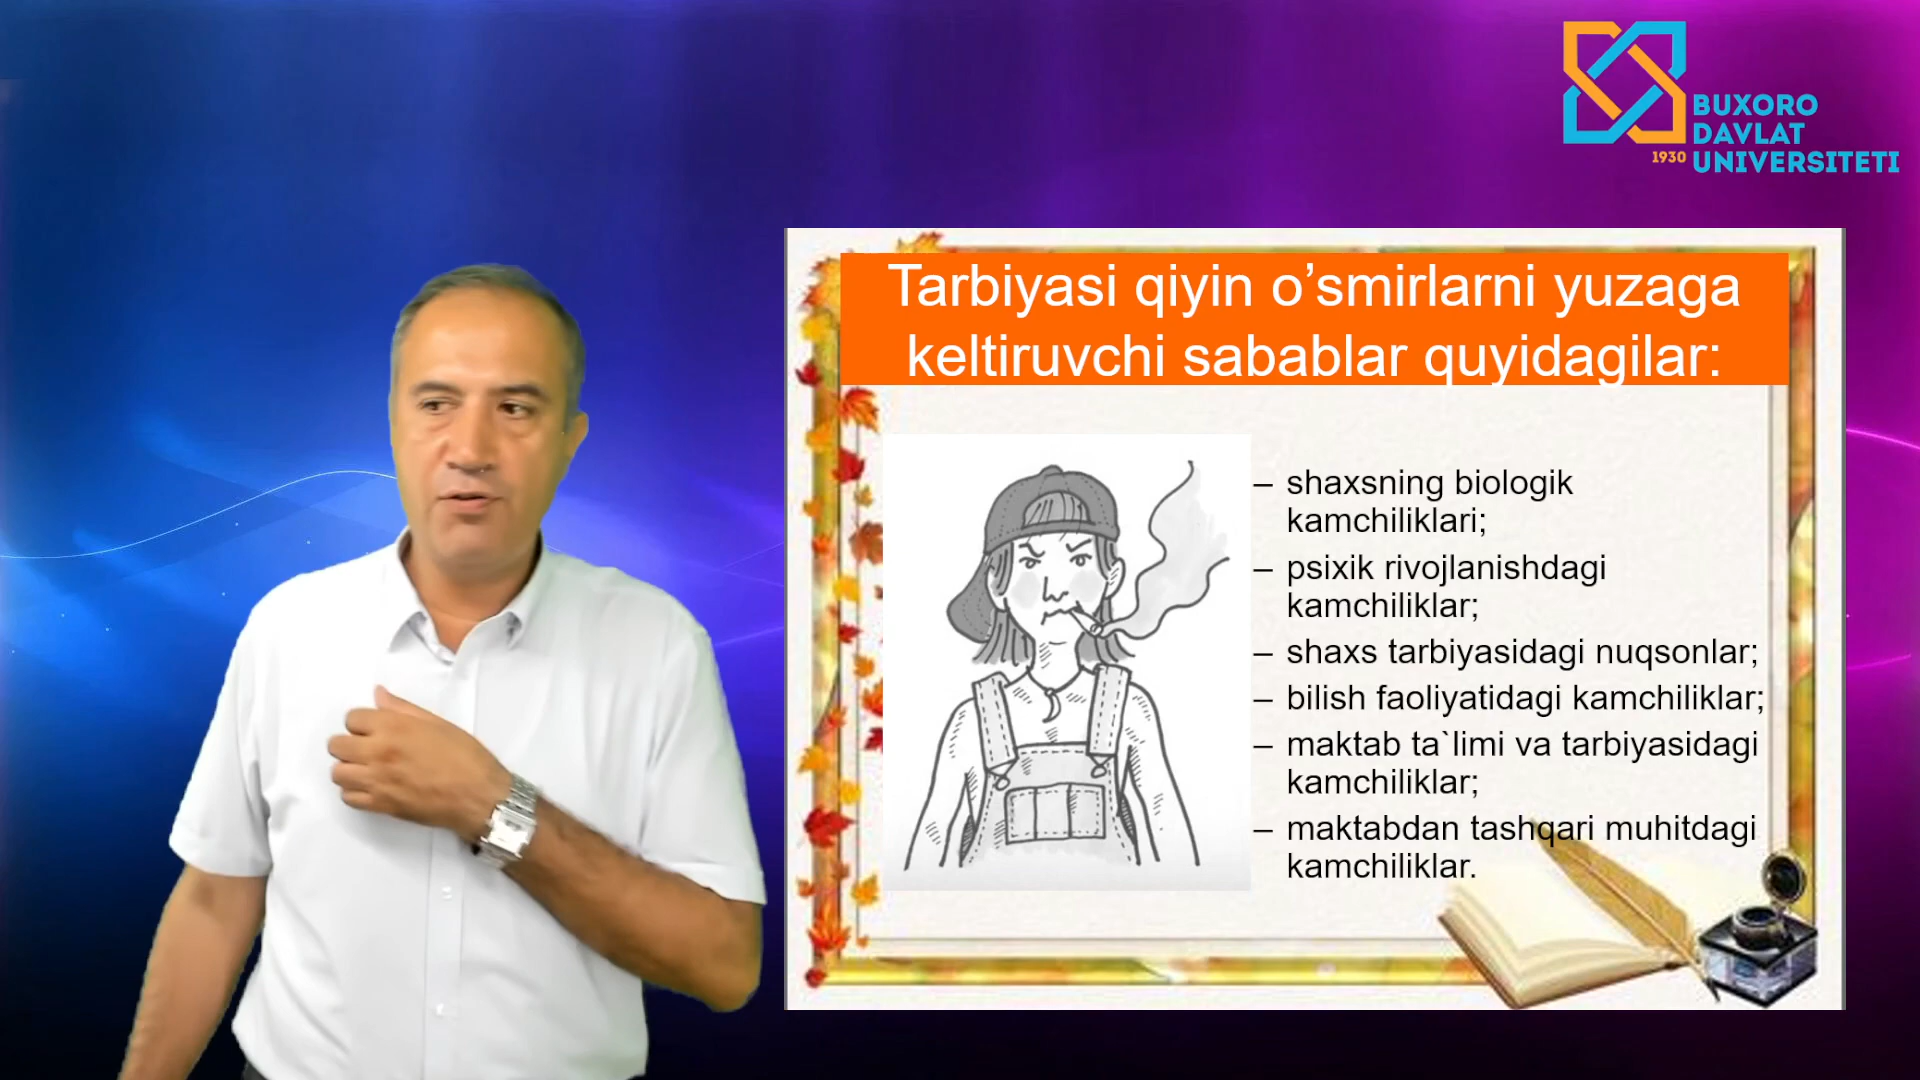 BUXORO
DAVLAT
1930 UNIVERSITETI
Tarbiyasi qiyin o’smirlarni yuzaga
keltiruvchi sabablar quyidagilar:
– shaxsning biologik
kamchiliklari;
– psixik rivojlanishdagi
kamchiliklar;
– shaxs tarbiyasidagi nuqsonlar;
– bilish faoliyatidagi kamchiliklar;
– maktab ta`limi va tarbiyasidagi
kamchiliklar;
– maktabdan tashqari muhitdagi
kamchiliklar.